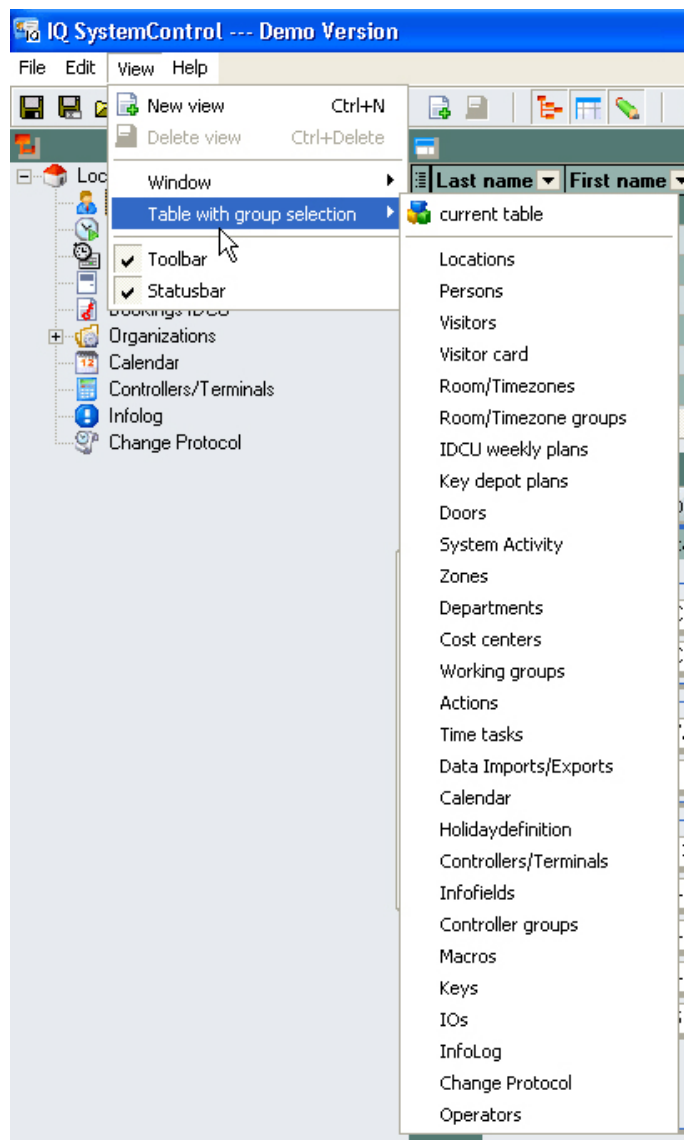 IQ SystemControl --- Demo Version
File Edit View Help
New view Ctrl+N
Delete view Ctrl+Delete
Window
Table with group selection
Toolbar
Statusbar
Loc
Bookings IDCU
Organizations
Calendar
Controllers/Terminals
Infolog
Change Protocol
Last name First name
current table
Locations
Persons
Visitors
Visitor card
Room/Timezones
Room/Timezone groups
IDCU weekly plans
Key depot plans
Doors
System Activity
Zones
Departments
Cost centers
Working groups
Actions
Time tasks
Data Imports/Exports
Calendar
Holidaydefinition
Controllers/Terminals
Infofields
Controller groups
Macros
Keys
IOs
InfoLog
Change Protocol
Operators